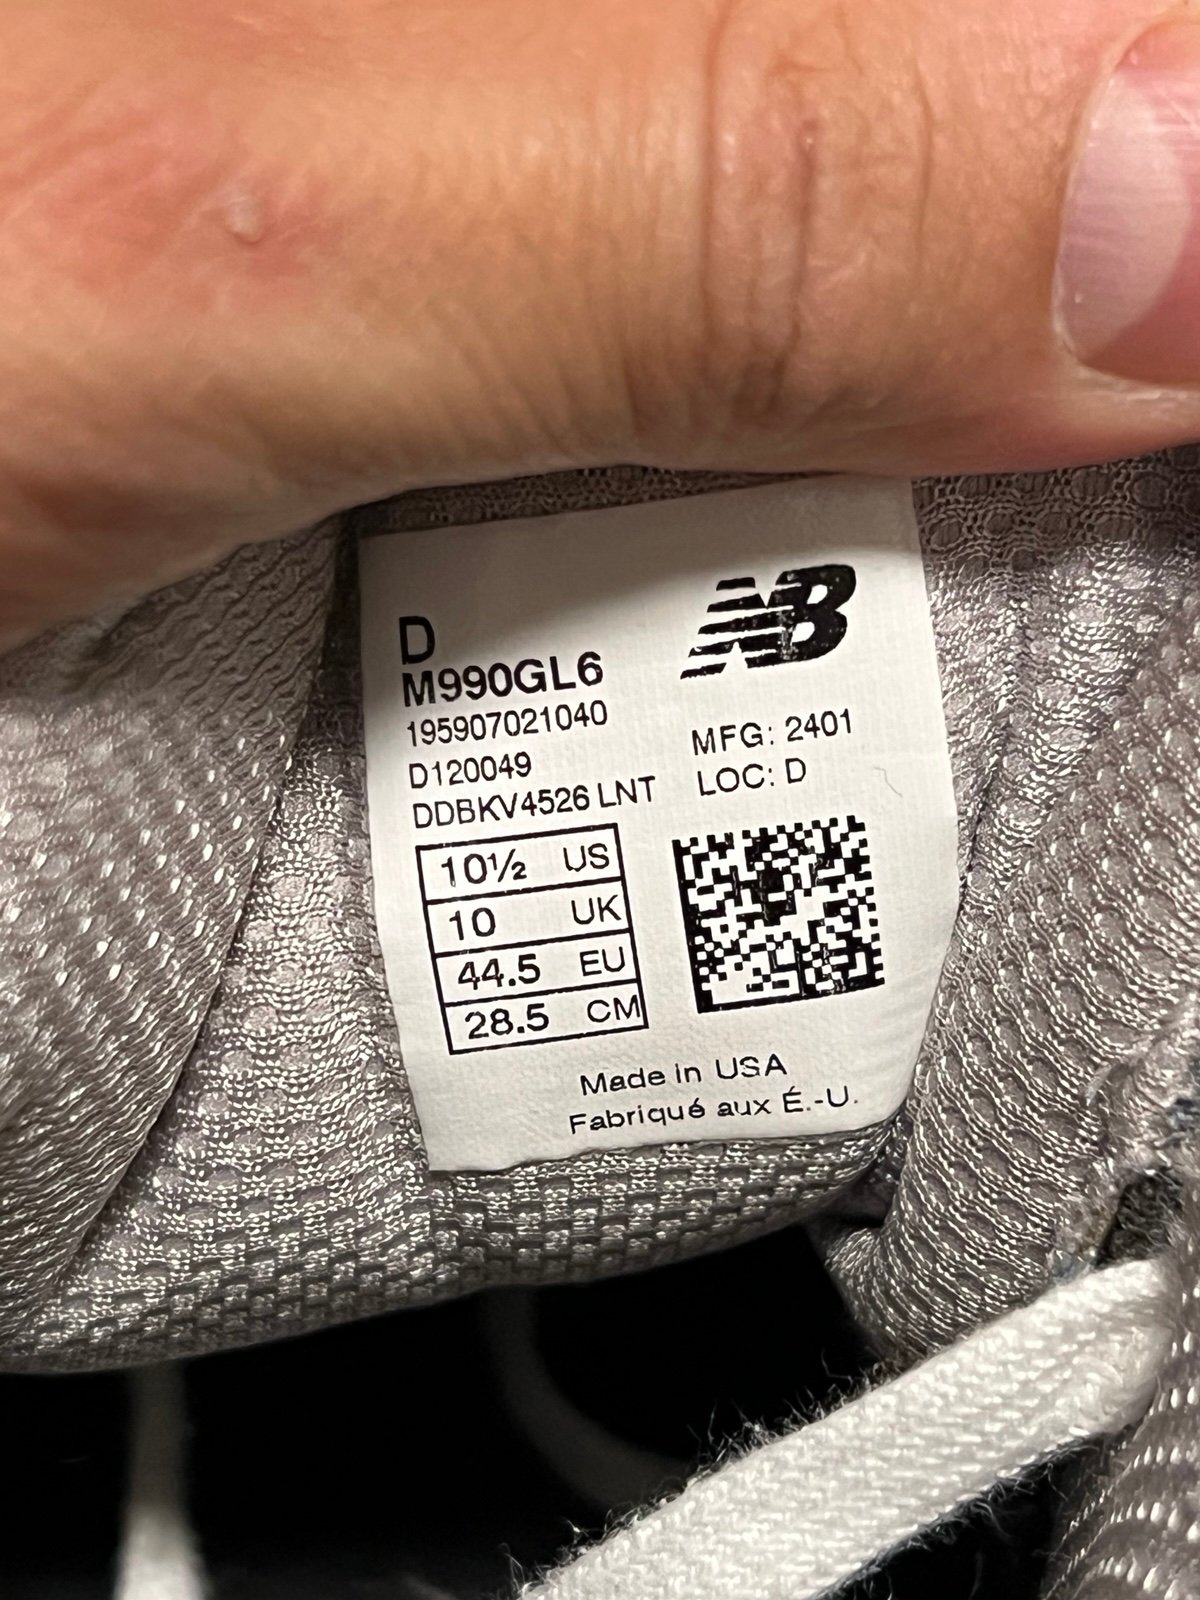 NB
D
M990GL6
195907021040
D120049
DDBKV4526 LNT
MFG: 2401
LOC: D
10½ US
10 UK
44.5 EU
28.5 CM
Made in USA
Fabriqué aux É.-U.